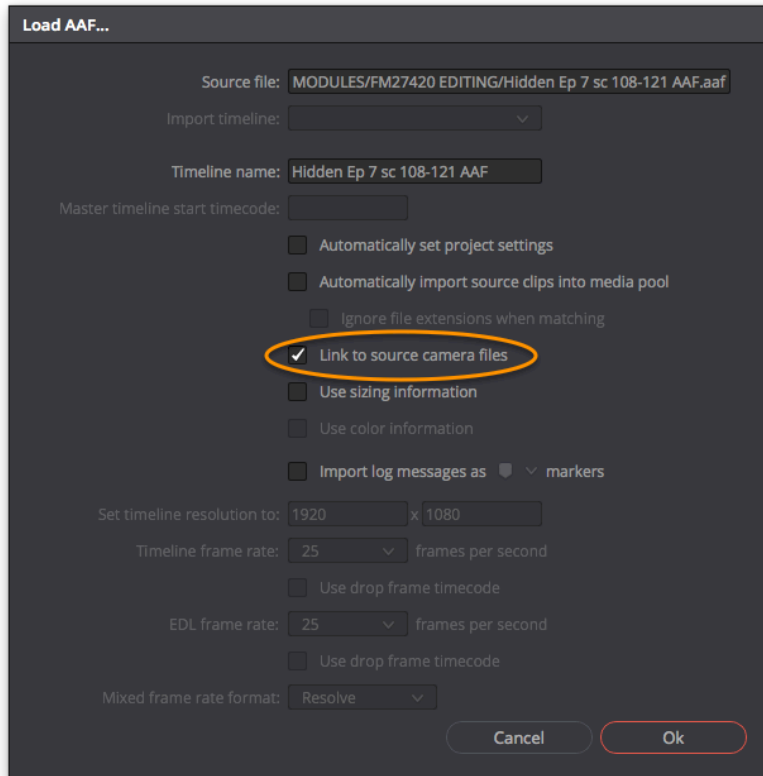 Load AAF...
Source file: MODULES/FM27420 EDITING/Hidden Ep 7 sc 108-121 AAF.aaf
Import timeline:
Timeline name: Hidden Ep 7 sc 108-121 AAF
Master timeline start timecode:
Automatically set project settings
Automatically import source clips into media pool
Ignore file extensions when matching
Link to source camera files
Use sizing information
Use color information
Import log messages as markers
Set timeline resolution to: 1920 x 1080
Timeline frame rate: 25 frames per second
Use drop frame timecode
EDL frame rate: 25 frames per second
Use drop frame timecode
Mixed frame rate format: Resolve
Cancel Ok